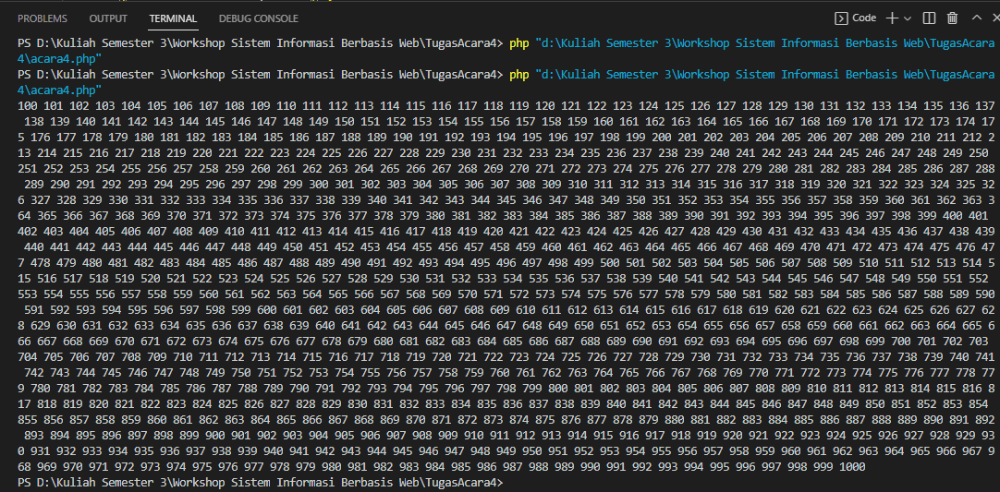 PROBLEMS OUTPUT TERMINAL DEBUG CONSOLE Code
PS D:\Kuliah Semester 3\Workshop Sistem Informasi Berbasis Web\TugasAcara4> php "d:\Kuliah Semester 3\Workshop Sistem Informasi Berbasis Web\TugasAcara
4\acara4.php"
PS D:\Kuliah Semester 3\Workshop Sistem Informasi Berbasis Web\TugasAcara4> php "d:\Kuliah Semester 3\Workshop Sistem Informasi Berbasis Web\TugasAcara
4\acara4.php"
100 101 102 103 104 105 106 107 108 109 110 111 112 113 114 115 116 117 118 119 120 121 122 123 124 125 126 127 128 129 130 131 132 133 134 135 136 137
138 139 140 141 142 143 144 145 146 147 148 149 150 151 152 153 154 155 156 157 158 159 160 161 162 163 164 165 166 167 168 169 170 171 172 173 174 17
5 176 177 178 179 180 181 182 183 184 185 186 187 188 189 190 191 192 193 194 195 196 197 198 199 200 201 202 203 204 205 206 207 208 209 210 211 212 2
13 214 215 216 217 218 219 220 221 222 223 224 225 226 227 228 229 230 231 232 233 234 235 236 237 238 239 240 241 242 243 244 245 246 247 248 249 250
251 252 253 254 255 256 257 258 259 260 261 262 263 264 265 266 267 268 269 270 271 272 273 274 275 276 277 278 279 280 281 282 283 284 285 286 287 288
289 290 291 292 293 294 295 296 297 298 299 300 301 302 303 304 305 306 307 308 309 310 311 312 313 314 315 316 317 318 319 320 321 322 323 324 325 32
6 327 328 329 330 331 332 333 334 335 336 337 338 339 340 341 342 343 344 345 346 347 348 349 350 351 352 353 354 355 356 357 358 359 360 361 362 363 3
64 365 366 367 368 369 370 371 372 373 374 375 376 377 378 379 380 381 382 383 384 385 386 387 388 389 390 391 392 393 394 395 396 397 398 399 400 401
402 403 404 405 406 407 408 409 410 411 412 413 414 415 416 417 418 419 420 421 422 423 424 425 426 427 428 429 430 431 432 433 434 435 436 437 438 439
440 441 442 443 444 445 446 447 448 449 450 451 452 453 454 455 456 457 458 459 460 461 462 463 464 465 466 467 468 469 470 471 472 473 474 475 476 47
7 478 479 480 481 482 483 484 485 486 487 488 489 490 491 492 493 494 495 496 497 498 499 500 501 502 503 504 505 506 507 508 509 510 511 512 513 514 5
15 516 517 518 519 520 521 522 523 524 525 526 527 528 529 530 531 532 533 534 535 536 537 538 539 540 541 542 543 544 545 546 547 548 549 550 551 552
553 554 555 556 557 558 559 560 561 562 563 564 565 566 567 568 569 570 571 572 573 574 575 576 577 578 579 580 581 582 583 584 585 586 587 588 589 590
591 592 593 594 595 596 597 598 599 600 601 602 603 604 605 606 607 608 609 610 611 612 613 614 615 616 617 618 619 620 621 622 623 624 625 626 627 62
8 629 630 631 632 633 634 635 636 637 638 639 640 641 642 643 644 645 646 647 648 649 650 651 652 653 654 655 656 657 658 659 660 661 662 663 664 665 6
66 667 668 669 670 671 672 673 674 675 676 677 678 679 680 681 682 683 684 685 686 687 688 689 690 691 692 693 694 695 696 697 698 699 700 701 702 703
704 705 706 707 708 709 710 711 712 713 714 715 716 717 718 719 720 721 722 723 724 725 726 727 728 729 730 731 732 733 734 735 736 737 738 739 740 741
742 743 744 745 746 747 748 749 750 751 752 753 754 755 756 757 758 759 760 761 762 763 764 765 766 767 768 769 770 771 772 773 774 775 776 777 778 77
9 780 781 782 783 784 785 786 787 788 789 790 791 792 793 794 795 796 797 798 799 800 801 802 803 804 805 806 807 808 809 810 811 812 813 814 815 816 8
17 818 819 820 821 822 823 824 825 826 827 828 829 830 831 832 833 834 835 836 837 838 839 840 841 842 843 844 845 846 847 848 849 850 851 852 853 854
855 856 857 858 859 860 861 862 863 864 865 866 867 868 869 870 871 872 873 874 875 876 877 878 879 880 881 882 883 884 885 886 887 888 889 890 891 892
893 894 895 896 897 898 899 900 901 902 903 904 905 906 907 908 909 910 911 912 913 914 915 916 917 918 919 920 921 922 923 924 925 926 927 928 929 93
0 931 932 933 934 935 936 937 938 939 940 941 942 943 944 945 946 947 948 949 950 951 952 953 954 955 956 957 958 959 960 961 962 963 964 965 966 967 9
68 969 970 971 972 973 974 975 976 977 978 979 980 981 982 983 984 985 986 987 988 989 990 991 992 993 994 995 996 997 998 999 1000
PS D:\Kuliah Semester 3\Workshop Sistem Informasi Berbasis Web\TugasAcara4>